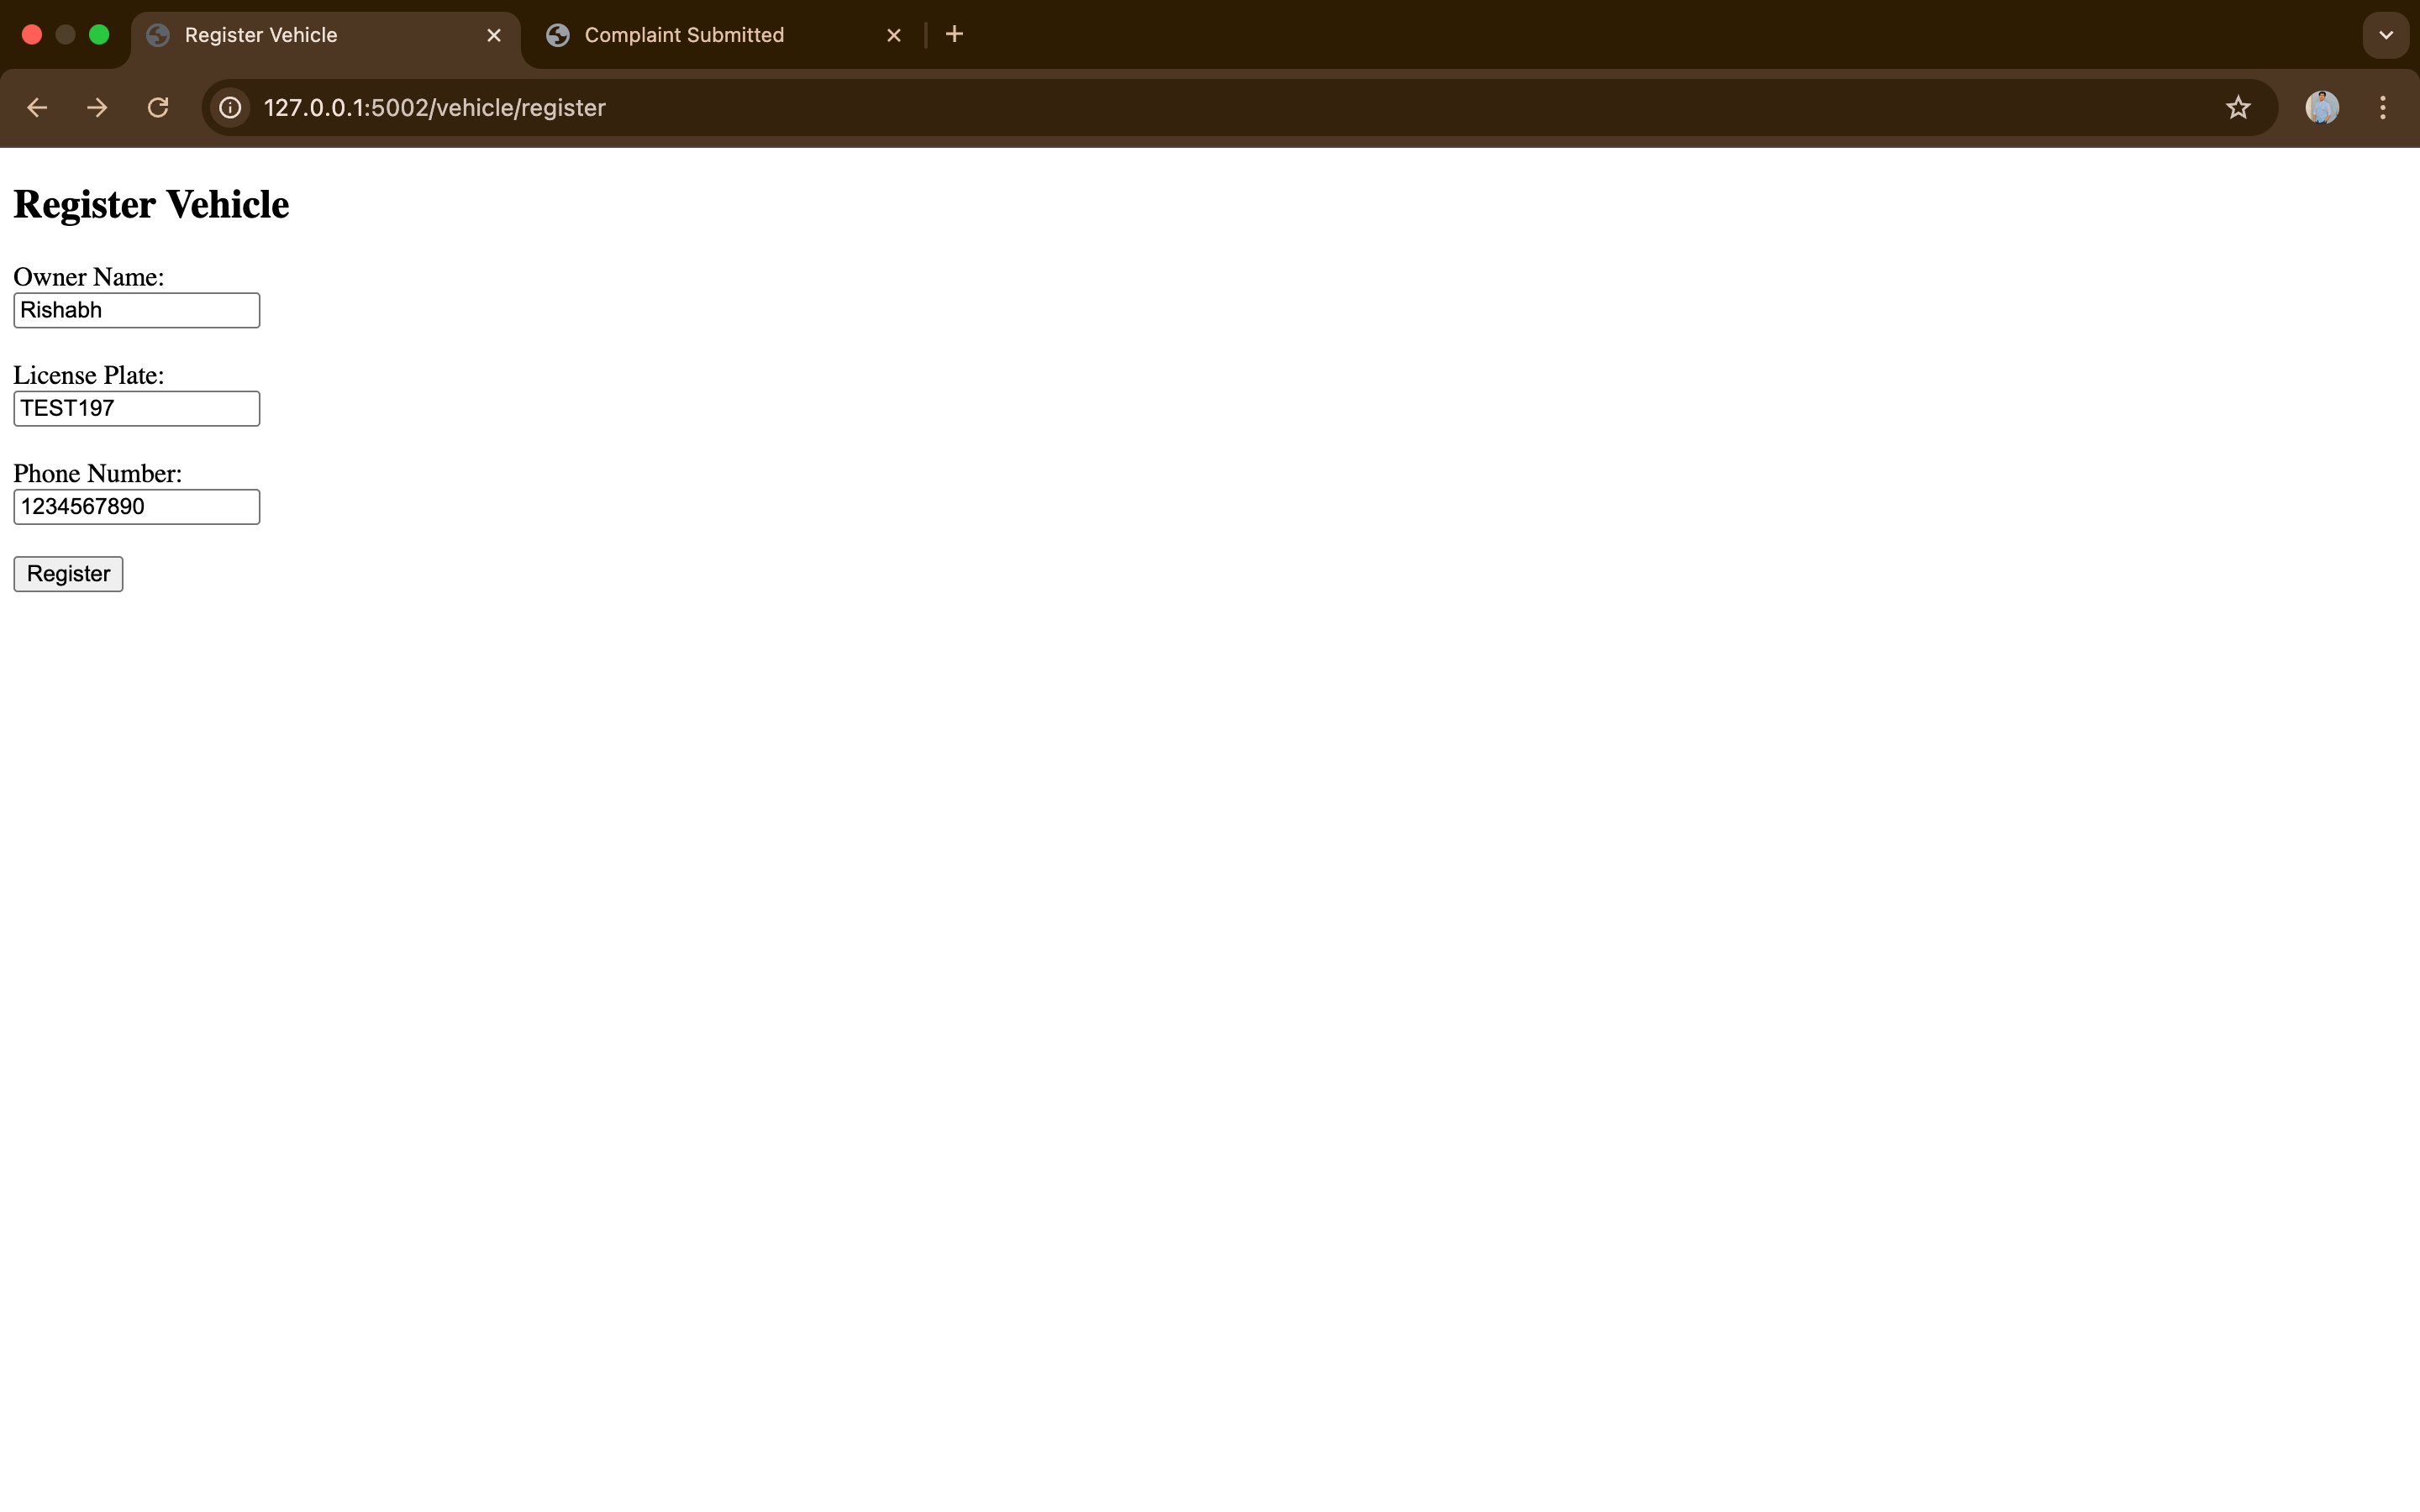 Register Vehicle
Complaint Submitted
127.0.0.1:5002/vehicle/register
Register Vehicle
Owner Name:
Rishabh
License Plate:
TEST197
Phone Number:
1234567890
Register